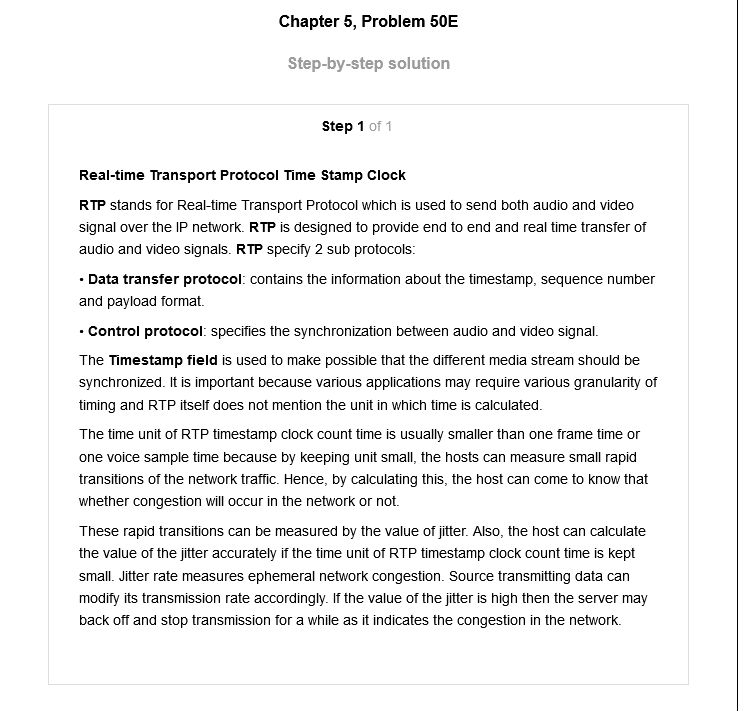 Chapter 5, Problem 50E
Step-by-step solution
Step 1 of 1
Real-time Transport Protocol Time Stamp Clock
RTP stands for Real-time Transport Protocol which is used to send both audio and video
signal over the IP network. RTP is designed to provide end to end and real time transfer of
audio and video signals. RTP specify 2 sub protocols:
• Data transfer protocol: contains the information about the timestamp, sequence number
and payload format.
• Control protocol: specifies the synchronization between audio and video signal.
The Timestamp field is used to make possible that the different media stream should be
synchronized. It is important because various applications may require various granularity of
timing and RTP itself does not mention the unit in which time is calculated.
The time unit of RTP timestamp clock count time is usually smaller than one frame time or
one voice sample time because by keeping unit small, the hosts can measure small rapid
transitions of the network traffic. Hence, by calculating this, the host can come to know that
whether congestion will occur in the network or not.
These rapid transitions can be measured by the value of jitter. Also, the host can calculate
the value of the jitter accurately if the time unit of RTP timestamp clock count time is kept
small. Jitter rate measures ephemeral network congestion. Source transmitting data can
modify its transmission rate accordingly. If the value of the jitter is high then the server may
back off and stop transmission for a while as it indicates the congestion in the network.